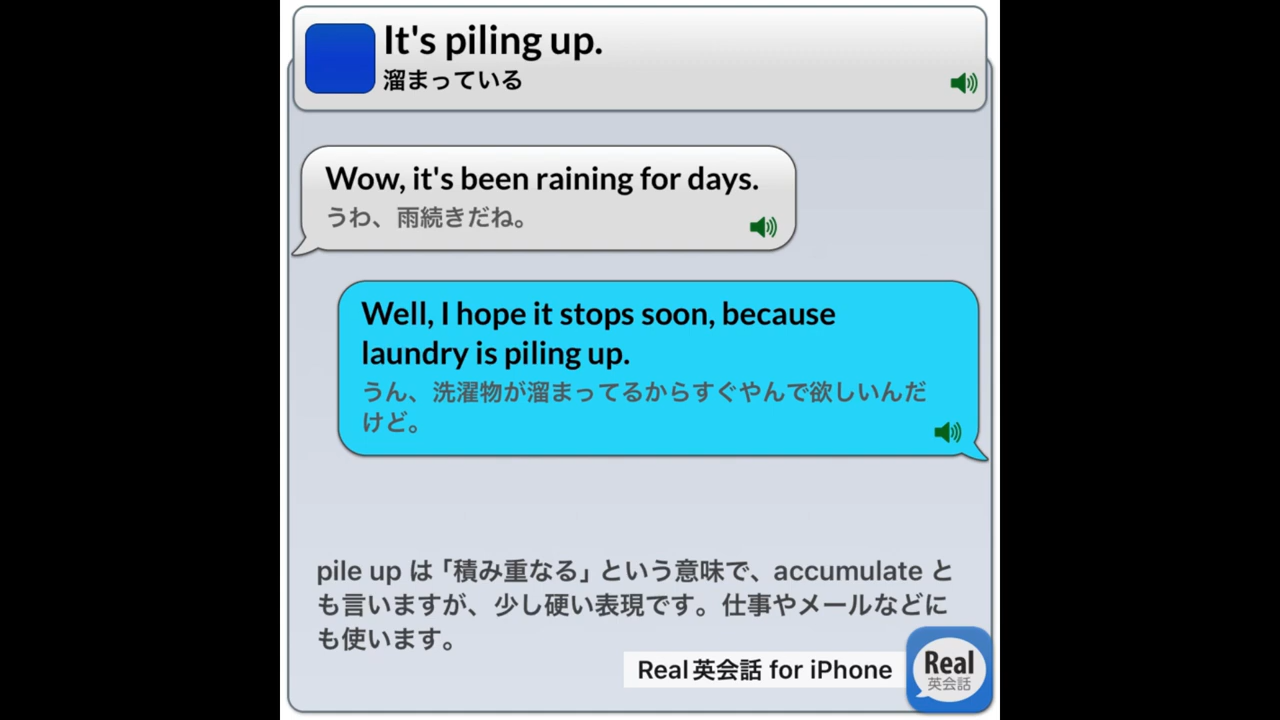 It's piling up.
溜まっている
Wow, it's been raining for days.
うわ、雨続きだね。
Well, I hope it stops soon, because
laundry is piling up.
うん、洗濯物が溜まってるからすぐやんで欲しいんだ
けど。
pile up は「積み重なる」という意味で、accumulate と
も言いますが、少し硬い表現です。仕事やメールなどに
も使います。
Real英会話 for iPhone
Real
英会話